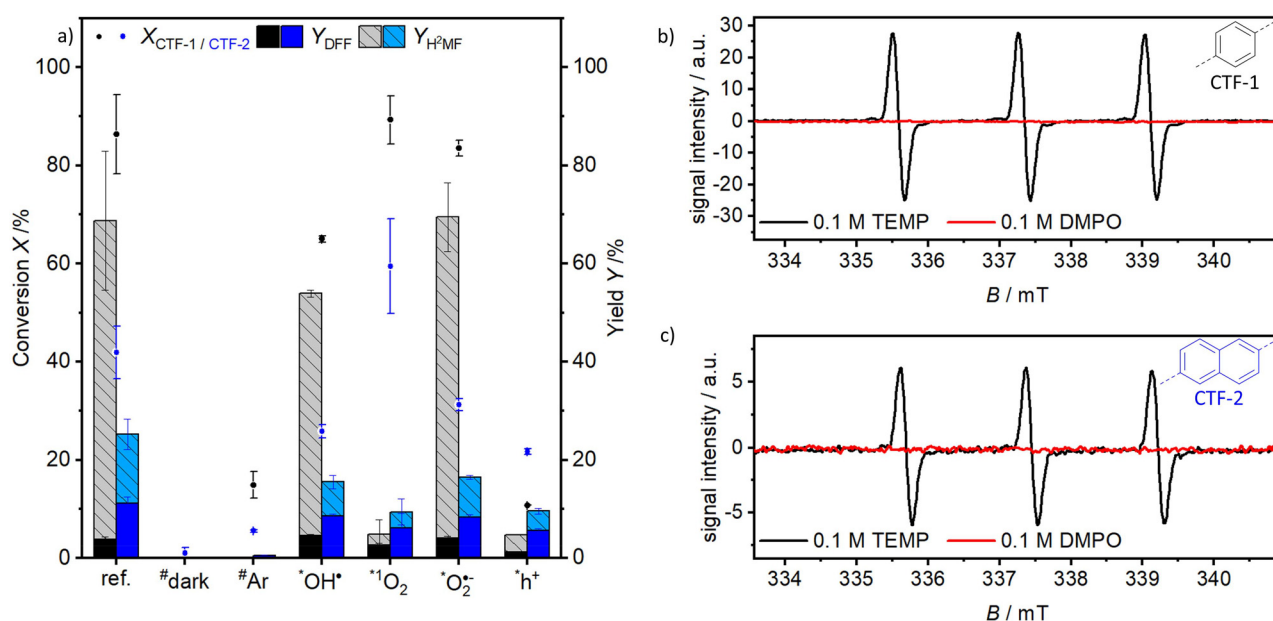 a)
X CTF-1 / CTF-2 Y DFF Y H²MF
100
80
60
40
20
0
Conversion X /%
100
80
60
40
20
0
Yield Y /%
ref. #dark #Ar *OH• *¹O₂ *O₂•⁻ *h⁺
b)
30
20
10
0
-10
-20
-30
signal intensity / a.u.
CTF-1
0.1 M TEMP 0.1 M DMPO
334 335 336 337 338 339 340
B / mT
c)
5
0
-5
signal intensity / a.u.
CTF-2
0.1 M TEMP 0.1 M DMPO
334 335 336 337 338 339 340
B / mT